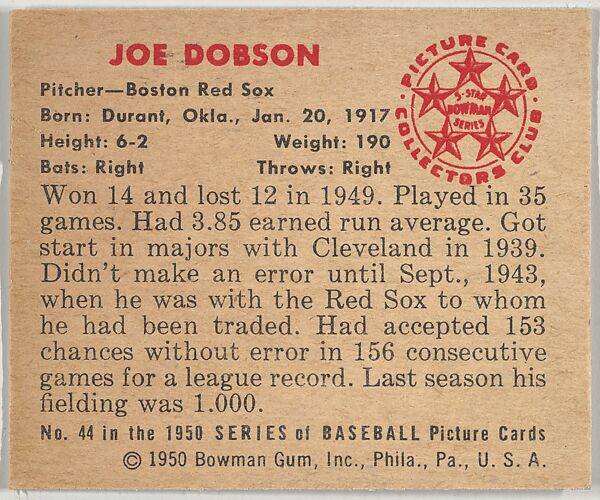 JOE DOBSON
Pitcher—Boston Red Sox
Born: Durant, Okla., Jan. 20, 1917
Height: 6-2 Weight: 190
Bats: Right Throws: Right
PICTURE CARD
COLLECTORS CLUB
5-STAR
BOWMAN
SERIES
Won 14 and lost 12 in 1949. Played in 35
games. Had 3.85 earned run average. Got
start in majors with Cleveland in 1939.
Didn't make an error until Sept., 1943,
when he was with the Red Sox to whom
he had been traded. Had accepted 153
chances without error in 156 consecutive
games for a league record. Last season his
fielding was 1.000.
No. 44 in the 1950 SERIES of BASEBALL Picture Cards
© 1950 Bowman Gum, Inc., Phila., Pa., U. S. A.